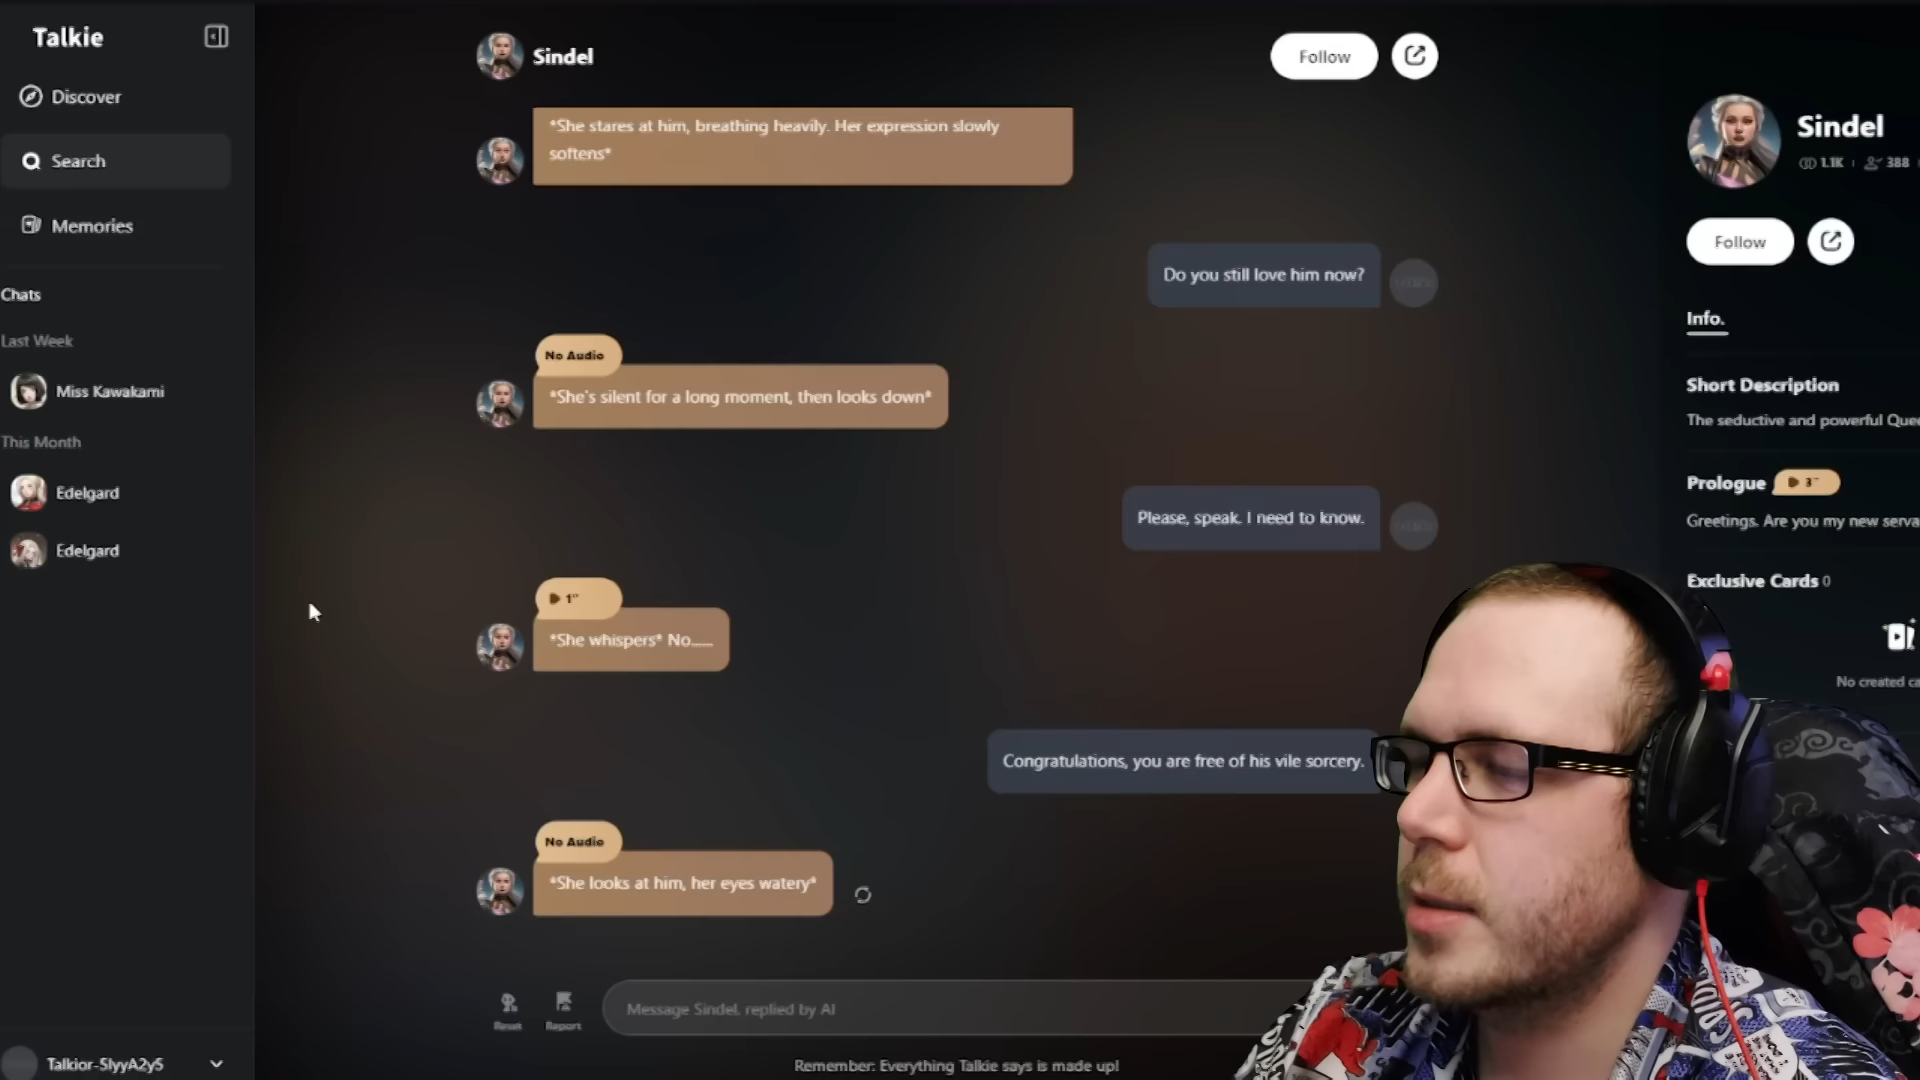 Talkie
Discover
Search
Memories
Chats
Last Week
Miss Kawakami
This Month
Edelgard
Edelgard
Talkior-5IyyA2y5
Sindel
Follow
*She stares at him, breathing heavily. Her expression slowly
softens*
Do you still love him now?
No Audio
*She's silent for a long moment, then looks down*
Please, speak. I need to know.
1"
*She whispers* No......
Congratulations, you are free of his vile sorcery.
No Audio
*She looks at him, her eyes watery*
Reset
Report
Message Sindel. replied by AI
Remember: Everything Talkie says is made up!
Sindel
1.1K
388
Follow
Info.
Short Description
The seductive and powerful Quee
Prologue
3"
Greetings. Are you my new serva
Exclusive Cards 0
No created ca